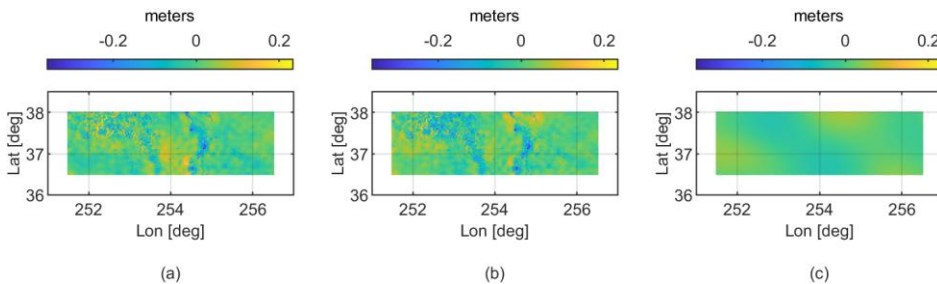 meters
-0.2 0 0.2
38
37
36
Lat [deg]
252 254 256
Lon [deg]
(a)
meters
-0.2 0 0.2
38
37
36
Lat [deg]
252 254 256
Lon [deg]
(b)
meters
-0.2 0 0.2
38
37
36
Lat [deg]
252 254 256
Lon [deg]
(c)